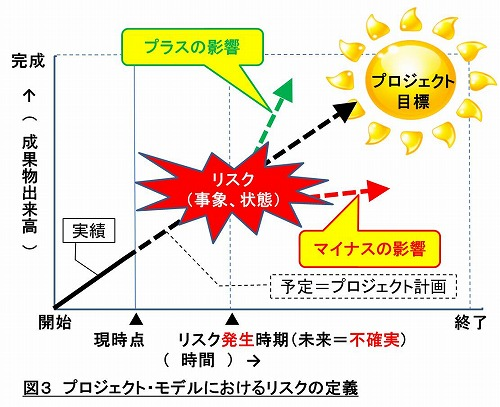 プラスの影響
完成
プロジェクト
目標
↑（成果物出来高）
リスク
（事象、状態）
実績
マイナスの影響
予定＝プロジェクト計画
開始
▲
▲
終了
現時点
リスク発生時期（未来＝不確実）
（ 時間 ） →
図３ プロジェクト・モデルにおけるリスクの定義